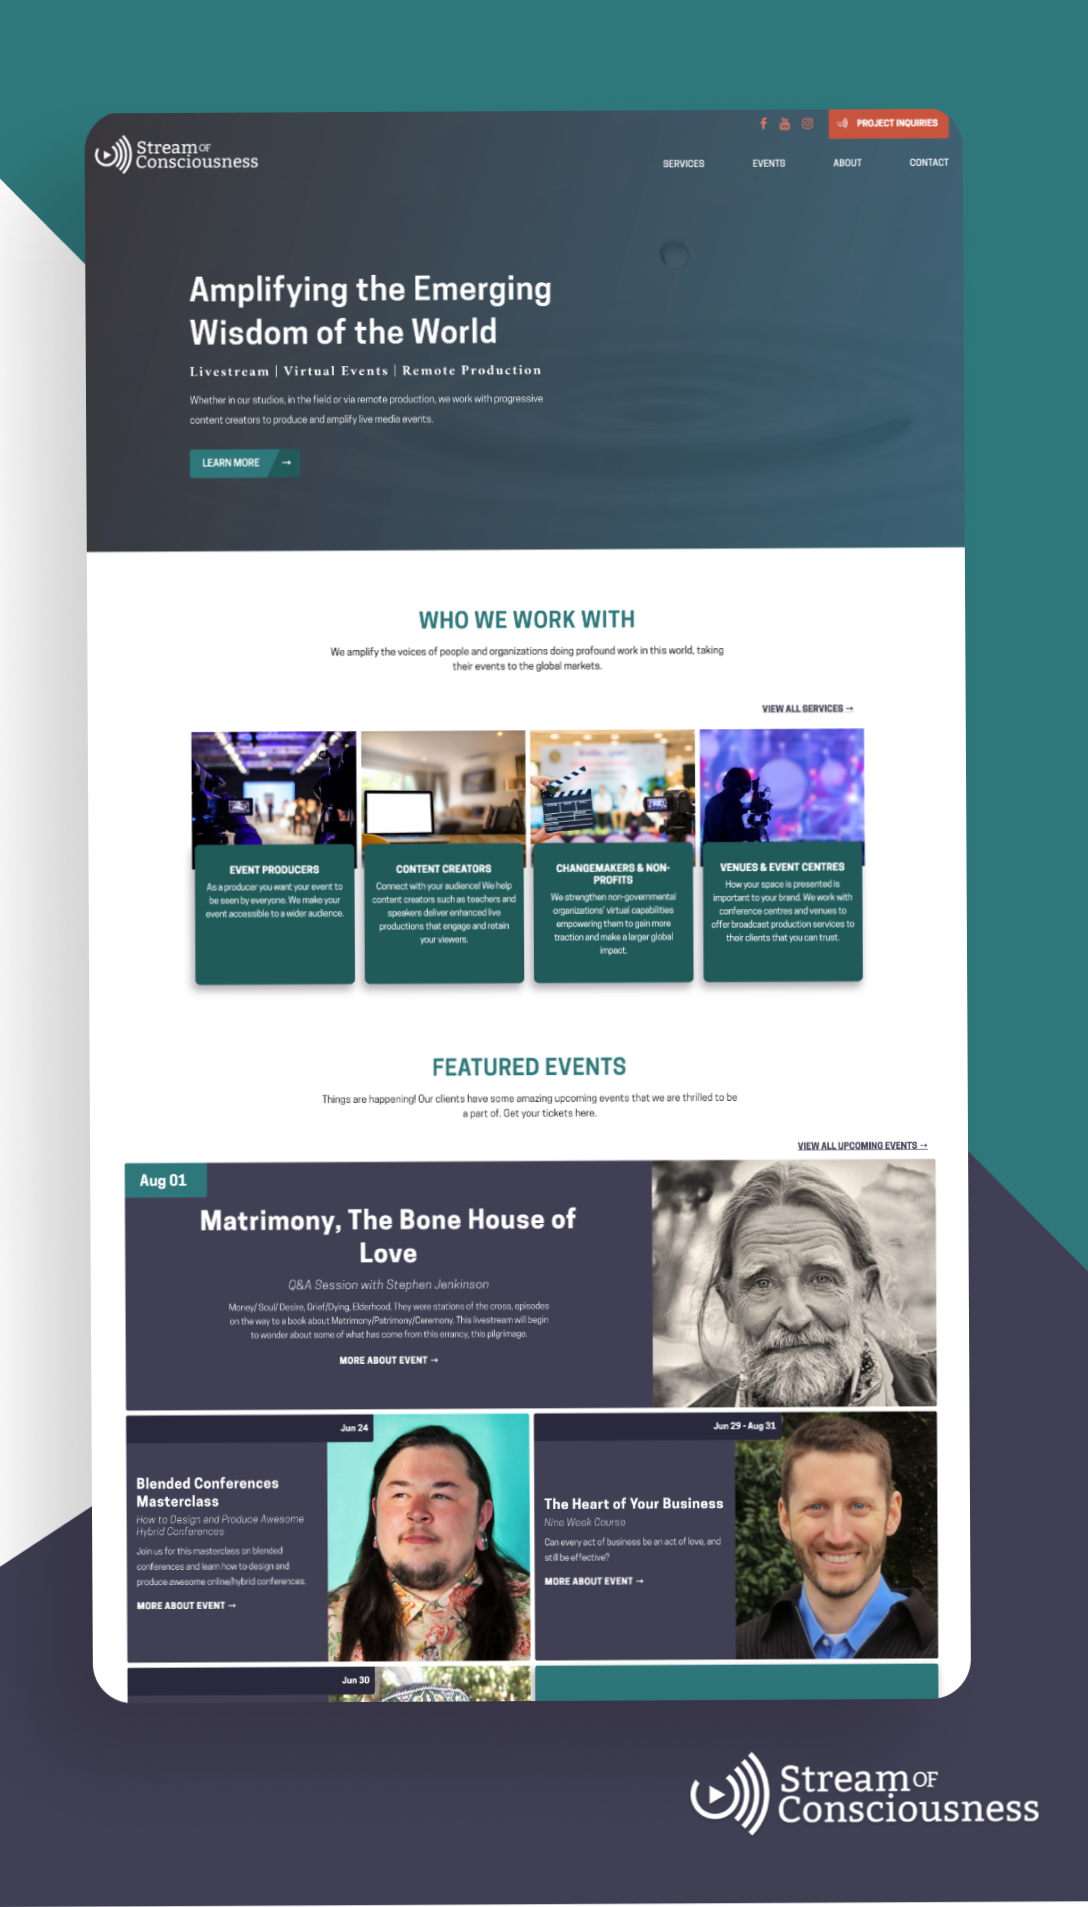 PROJECT INQUIRIES
Stream OF
Consciousness
SERVICES EVENTS ABOUT CONTACT
Amplifying the Emerging
Wisdom of the World
Livestream | Virtual Events | Remote Production
Whether in our studios, in the field or via remote production, we work with progressive
content creators to produce and amplify live media events.
LEARN MORE →
WHO WE WORK WITH
We amplify the voices of people and organizations doing profound work in this world, taking
their events to the global markets.
VIEW ALL SERVICES →
EVENT PRODUCERS
As a producer you want your event to
be seen by everyone. We make your
event accessible to a wider audience.
CONTENT CREATORS
Connect with your audience! We help
content creators such as teachers and
speakers deliver enhanced live
productions that engage and retain
your viewers.
CHANGEMAKERS & NON-
PROFITS
We strengthen non-governmental
organizations' virtual capabilities
empowering them to gain more
traction and make a larger global
impact.
VENUES & EVENT CENTRES
How your space is presented is
important to your brand. We work with
conference centres and venues to
offer broadcast production services to
their clients that you can trust.
FEATURED EVENTS
Things are happening! Our clients have some amazing upcoming events that we are thrilled to be
a part of. Get your tickets here.
VIEW ALL UPCOMING EVENTS →
Aug 01
Matrimony, The Bone House of
Love
Q&A Session with Stephen Jenkinson
Money/ Soul/ Desire, Grief/Dying, Elderhood. They were stations of the cross, episodes
on the way to a book about Matrimony/Patrimony/Ceremony. This livestream will begin
to wonder about some of what has come from this errancy, this pilgrimage.
MORE ABOUT EVENT →
Jun 24
Blended Conferences
Masterclass
How to Design and Produce Awesome
Hybrid Conferences
Join us for this masterclass on blended
conferences and learn how to design and
produce awesome online/hybrid conferences.
MORE ABOUT EVENT →
Jun 29 - Aug 31
The Heart of Your Business
Nine Week Course
Can every act of business be an act of love, and
still be effective?
MORE ABOUT EVENT →
Jun 30
Stream OF
Consciousness